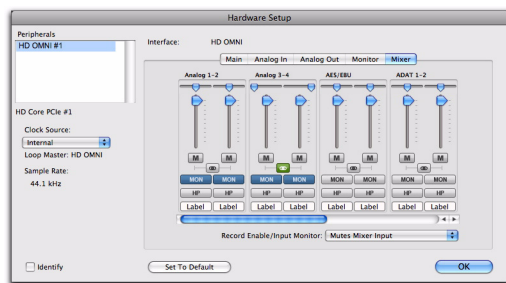 Hardware Setup
Peripherals
HD OMNI #1
Interface: HD OMNI
Main Analog In Analog Out Monitor Mixer
Analog 1-2 Analog 3-4 AES/EBU ADAT 1-2
HD Core PCIe #1
Clock Source:
Internal
Loop Master: HD OMNI
Sample Rate:
44.1 kHz
M M M M M M M M
MON MON MON MON MON MON MON MON
HP HP HP HP HP HP HP HP
Label Label Label Label Label Label Label Label
Record Enable/Input Monitor: Mutes Mixer Input
Identify Set To Default OK